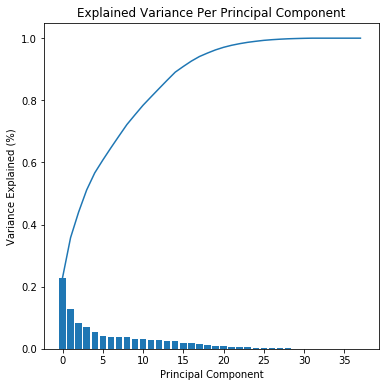 Explained Variance Per Principal Component
Variance Explained (%)
1.0
0.8
0.6
0.4
0.2
0.0
0 5 10 15 20 25 30 35
Principal Component